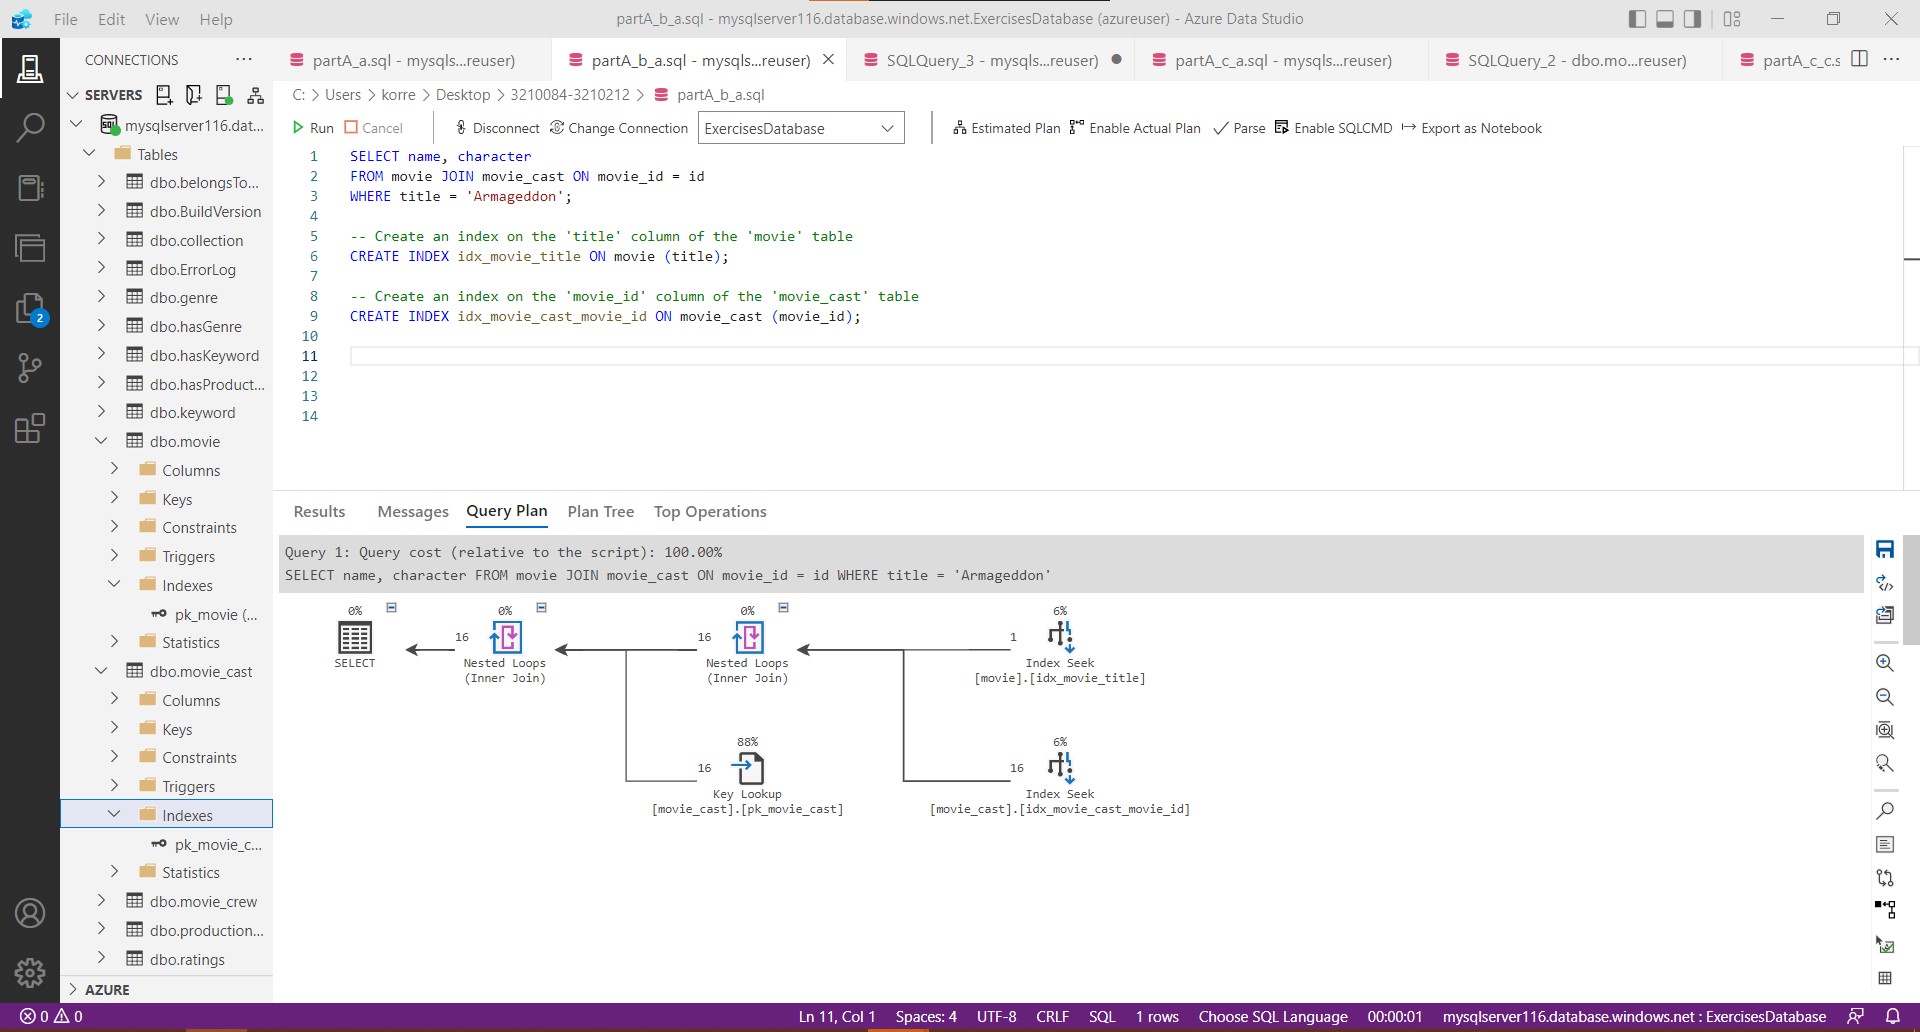 File Edit View Help
partA_b_a.sql - mysqlserver116.database.windows.net.ExercisesDatabase (azureuser) - Azure Data Studio
CONNECTIONS
SERVERS
mysqlserver116.dat...
Tables
dbo.belongsTo...
dbo.BuildVersion
dbo.collection
dbo.ErrorLog
dbo.genre
dbo.hasGenre
dbo.hasKeyword
dbo.hasProduct...
dbo.keyword
dbo.movie
Columns
Keys
Constraints
Triggers
Indexes
pk_movie (...
Statistics
dbo.movie_cast
Columns
Keys
Constraints
Triggers
Indexes
pk_movie_c...
Statistics
dbo.movie_crew
dbo.production...
dbo.ratings
AZURE
2
partA_a.sql - mysqls...reuser)
partA_b_a.sql - mysqls...reuser)
SQLQuery_3 - mysqls...reuser)
partA_c_a.sql - mysqls...reuser)
SQLQuery_2 - dbo.mo...reuser)
partA_c_c.s
C: > Users > korre > Desktop > 3210084-3210212 > partA_b_a.sql
Run Cancel Disconnect Change Connection ExercisesDatabase Estimated Plan Enable Actual Plan Parse Enable SQLCMD Export as Notebook
1 SELECT name, character
2 FROM movie JOIN movie_cast ON movie_id = id
3 WHERE title = 'Armageddon';
4
5 -- Create an index on the 'title' column of the 'movie' table
6 CREATE INDEX idx_movie_title ON movie (title);
7
8 -- Create an index on the 'movie_id' column of the 'movie_cast' table
9 CREATE INDEX idx_movie_cast_movie_id ON movie_cast (movie_id);
10
11
12
13
14
Results Messages Query Plan Plan Tree Top Operations
Query 1: Query cost (relative to the script): 100.00%
SELECT name, character FROM movie JOIN movie_cast ON movie_id = id WHERE title = 'Armageddon'
0%
SELECT
16
0%
Nested Loops
(Inner Join)
16
0%
Nested Loops
(Inner Join)
1
6%
Index Seek
[movie].[idx_movie_title]
16
88%
Key Lookup
[movie_cast].[pk_movie_cast]
16
6%
Index Seek
[movie_cast].[idx_movie_cast_movie_id]
0 0
Ln 11, Col 1 Spaces: 4 UTF-8 CRLF SQL 1 rows Choose SQL Language 00:00:01 mysqlserver116.database.windows.net : ExercisesDatabase